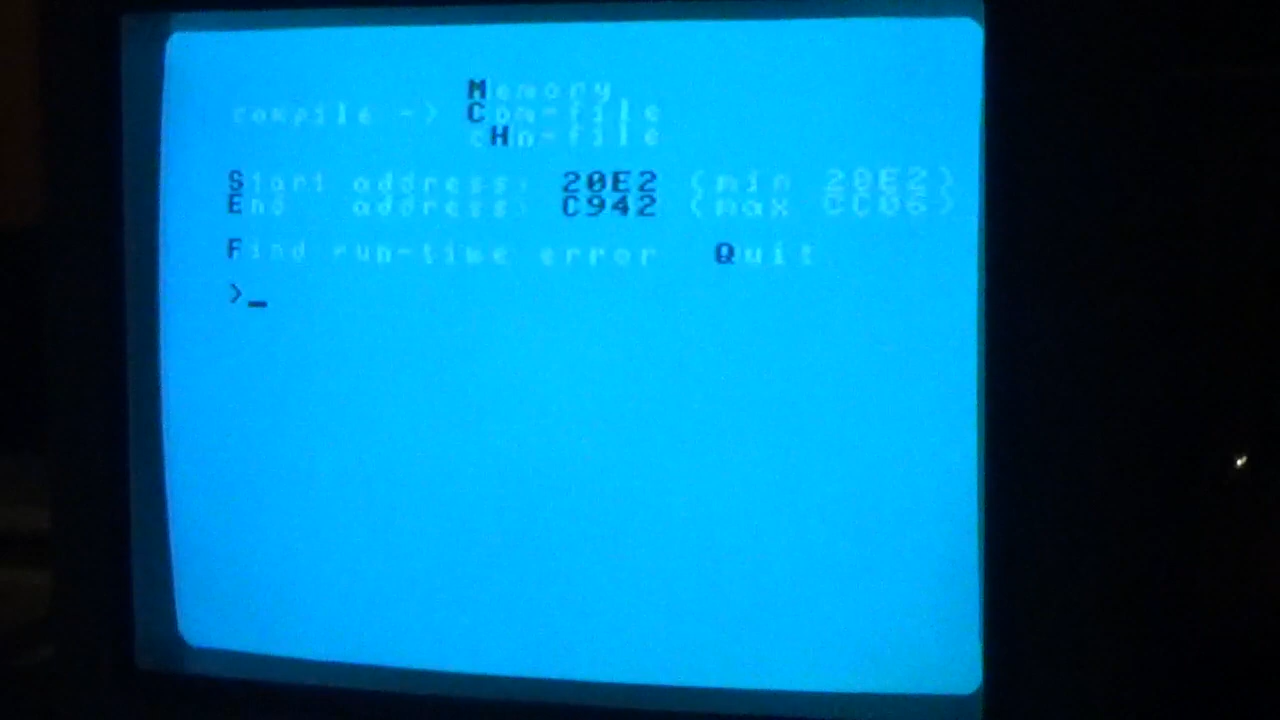 Memory
compile -> Com-file
cHn-file
Start address: 20E2 (min 20E2)
End address: C942 (max CC06)
Find run-time error Quit
>_